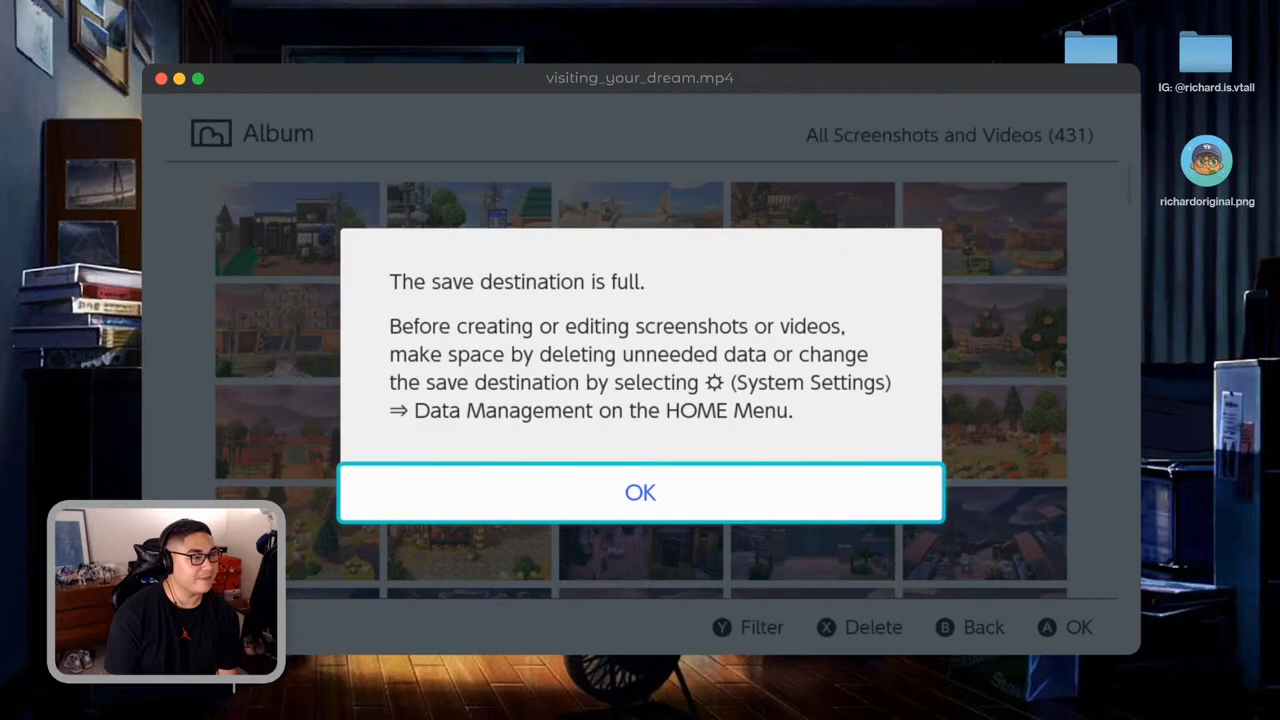 visiting_your_dream.mp4
IG: @richard.is.vtall
richardoriginal.png
Album
All Screenshots and Videos (431)
The save destination is full.
Before creating or editing screenshots or videos,
make space by deleting unneeded data or change
the save destination by selecting (System Settings)
⇒ Data Management on the HOME Menu.
OK
Y Filter
X Delete
B Back
A OK